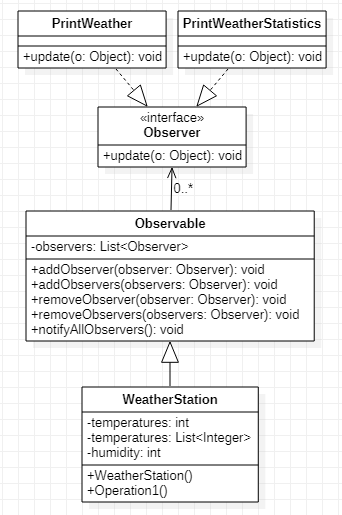 PrintWeather
+update(o: Object): void
PrintWeatherStatistics
+update(o: Object): void
«interface»
Observer
+update(o: Object): void
0..*
Observable
-observers: List<Observer>
+addObserver(observer: Observer): void
+addObservers(observers: Observer): void
+removeObserver(observer: Observer): void
+removeObservers(observers: Observer): void
+notifyAllObservers(): void
WeatherStation
-temperatures: int
-temperatures: List<Integer>
-humidity: int
+WeatherStation()
+Operation1()